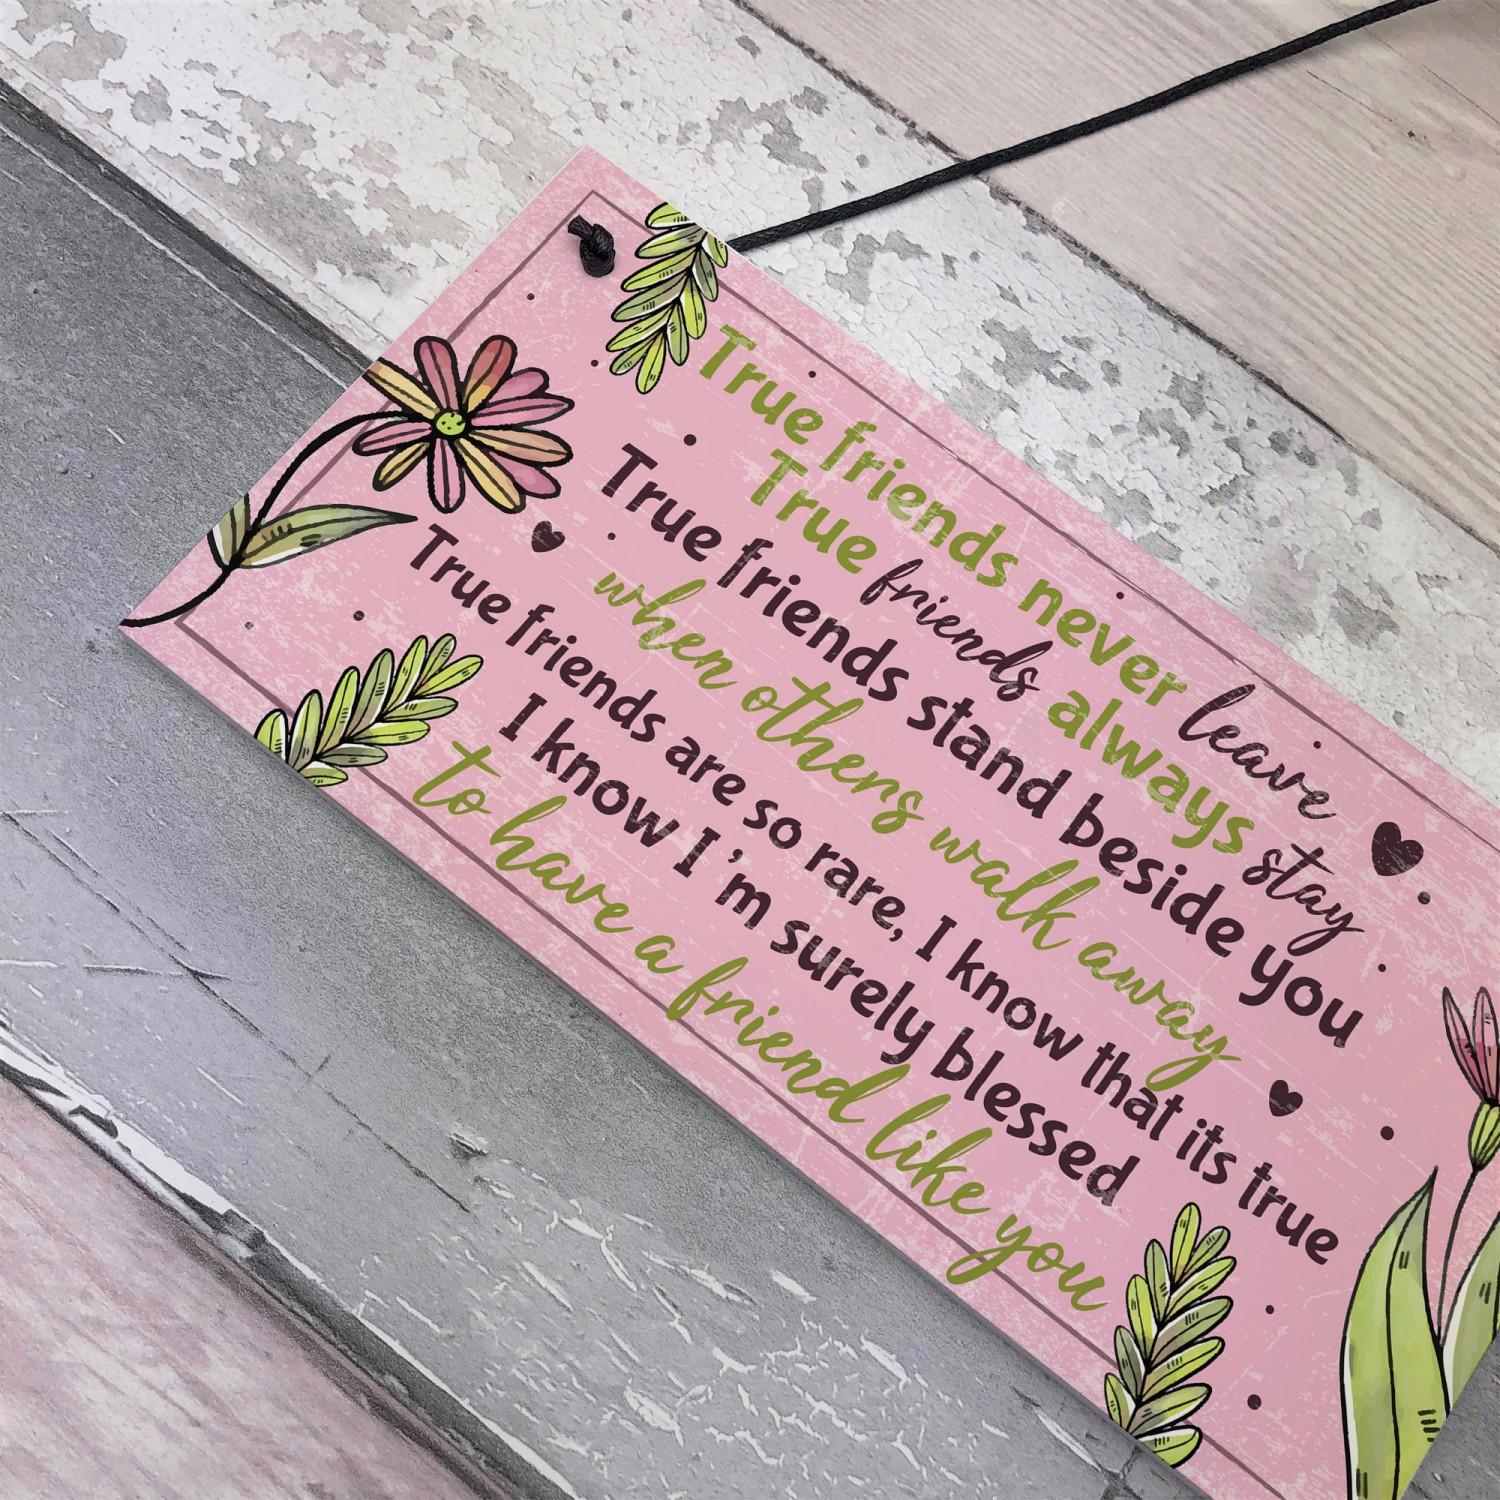 True friends never leave
True friends always stay
True friends stand beside you
when others walk away
True friends are so rare, I know that its true
I know I'm surely blessed
to have a friend like you